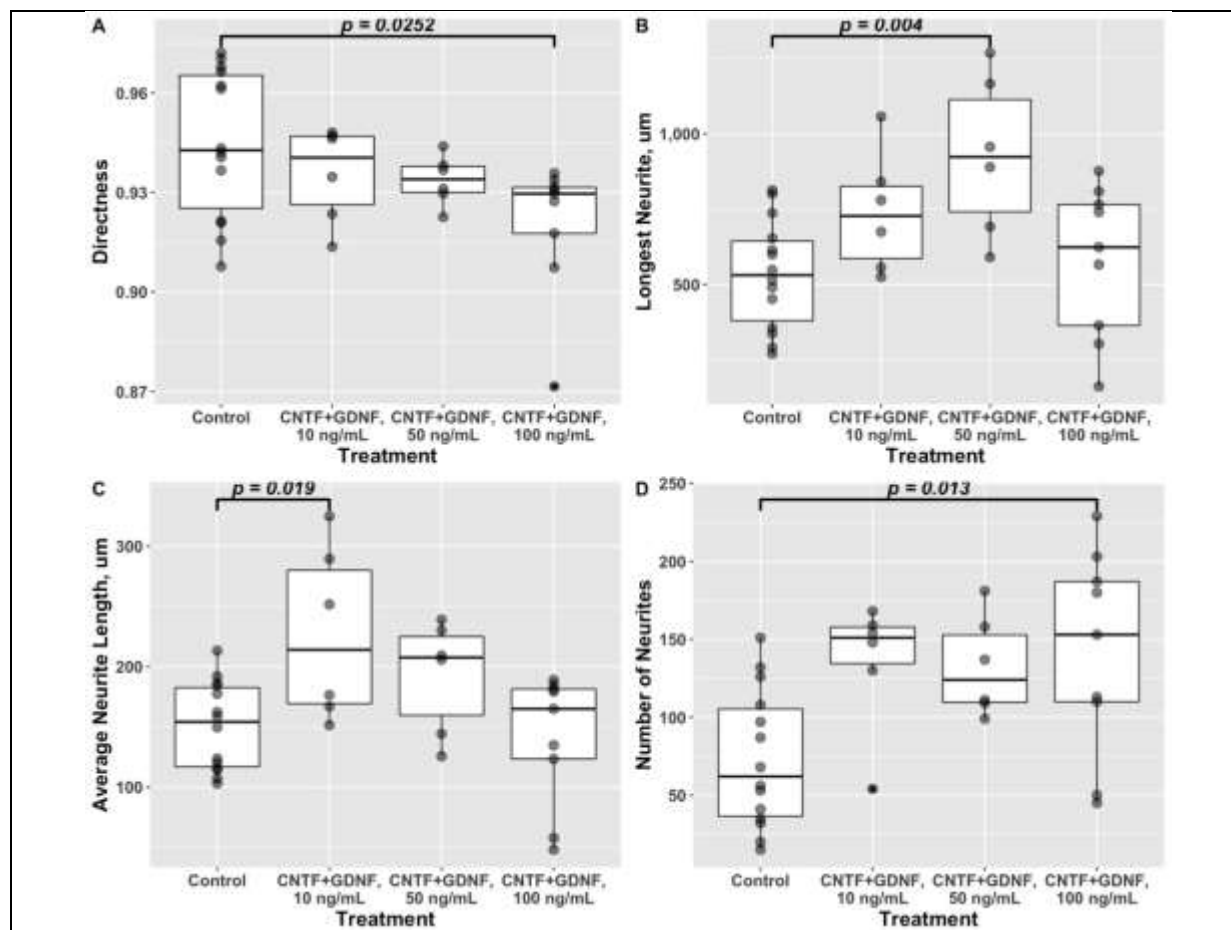 A
p = 0.0252
0.96
0.93
0.90
0.87
Directness
Control
CNTF+GDNF,
10 ng/mL
CNTF+GDNF,
50 ng/mL
CNTF+GDNF,
100 ng/mL
Treatment
B
p = 0.004
1,000
500
Longest Neurite, um
Control
CNTF+GDNF,
10 ng/mL
CNTF+GDNF,
50 ng/mL
CNTF+GDNF,
100 ng/mL
Treatment
C
p = 0.019
300
200
100
Average Neurite Length, um
Control
CNTF+GDNF,
10 ng/mL
CNTF+GDNF,
50 ng/mL
CNTF+GDNF,
100 ng/mL
Treatment
D
p = 0.013
250
200
150
100
50
Number of Neurites
Control
CNTF+GDNF,
10 ng/mL
CNTF+GDNF,
50 ng/mL
CNTF+GDNF,
100 ng/mL
Treatment